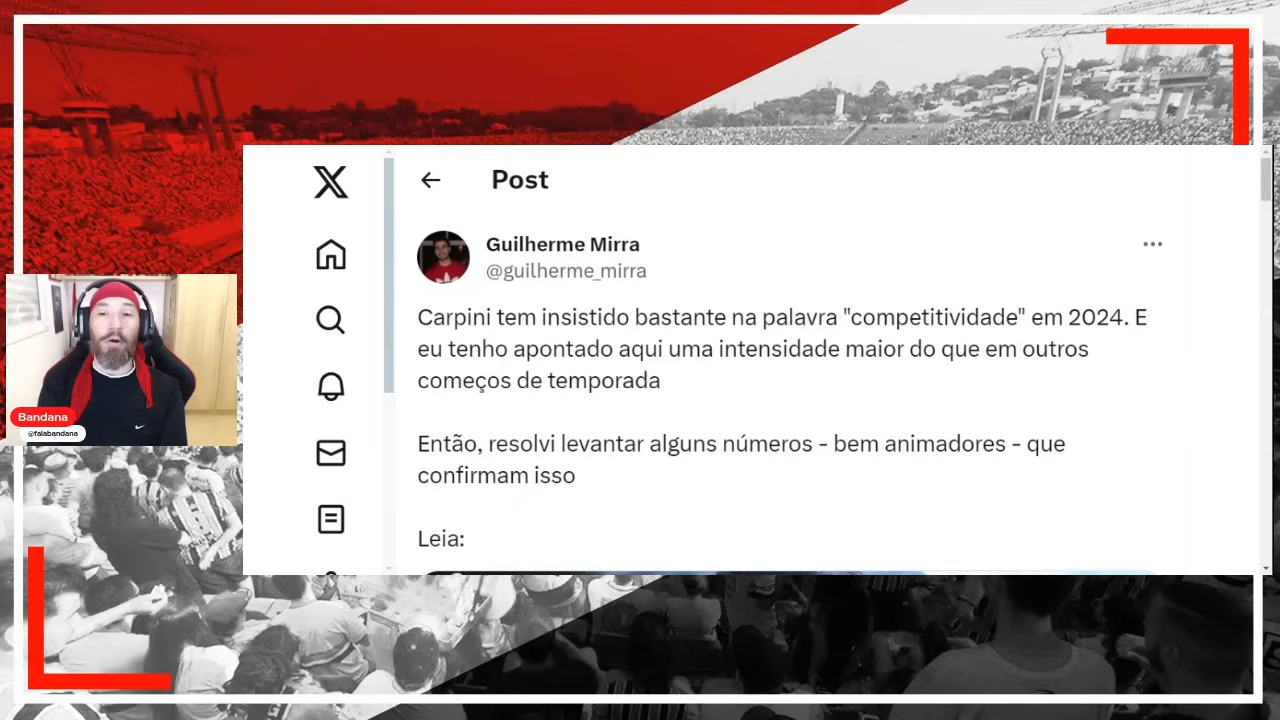 Post
Guilherme Mirra
@guilherme_mirra
Carpini tem insistido bastante na palavra "competitividade" em 2024. E
eu tenho apontado aqui uma intensidade maior do que em outros
começos de temporada
Então, resolvi levantar alguns números - bem animadores - que
confirmam isso
Leia:
Bandana
@falabandana